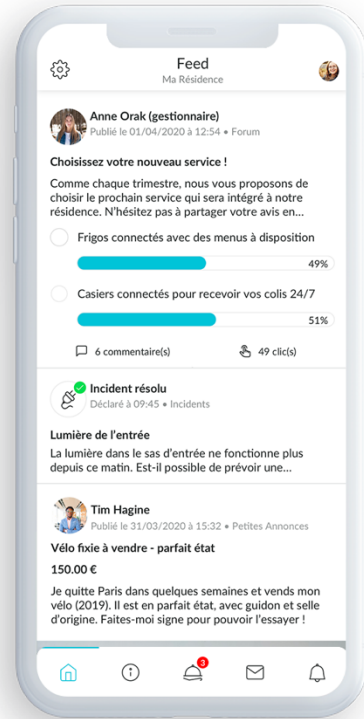 Feed
Ma Résidence
Anne Orak (gestionnaire)
Publié le 01/04/2020 à 12:54 • Forum
Choisissez votre nouveau service !
Comme chaque trimestre, nous vous proposons de
choisir le prochain service qui sera intégré à notre
résidence. N'hésitez pas à partager votre avis en...
Frigos connectés avec des menus à disposition
49%
Casiers connectés pour recevoir vos colis 24/7
51%
6 commentaire(s)
49 clic(s)
Incident résolu
Déclaré à 09:45 • Incidents
Lumière de l'entrée
La lumière dans le sas d'entrée ne fonctionne plus
depuis ce matin. Est-il possible de prévoir une...
Tim Hagine
Publié le 31/03/2020 à 15:32 • Petites Annonces
Vélo fixie à vendre - parfait état
150.00 €
Je quitte Paris dans quelques semaines et vends mon
vélo (2019). Il est en parfait état, avec guidon et selle
d'origine. Faites-moi signe pour pouvoir l'essayer !
3